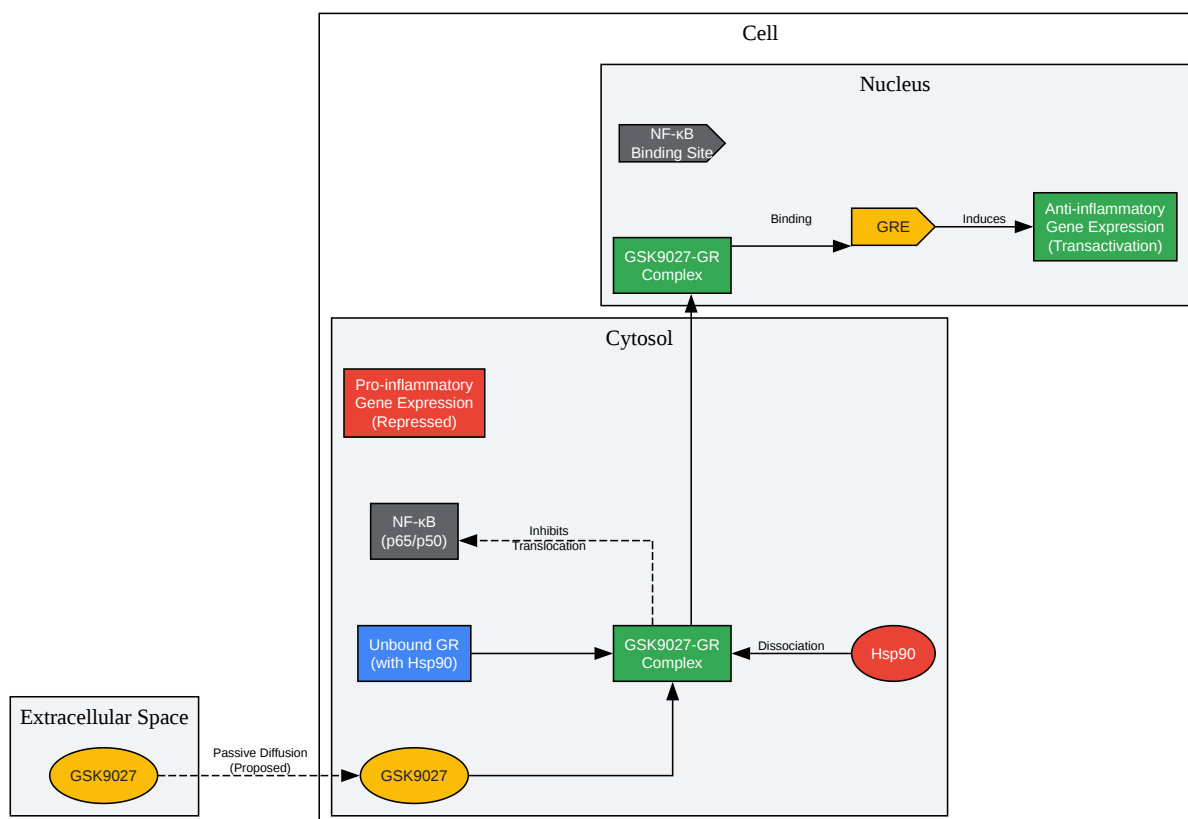 Cell
Nucleus
NF-κB
Binding Site
Binding
GRE
Induces
Anti-inflammatory
Gene Expression
(Transactivation)
GSK9027-GR
Complex
Cytosol
Pro-inflammatory
Gene Expression
(Repressed)
NF-κB
(p65/p50)
Inhibits
Translocation
Unbound GR
(with Hsp90)
GSK9027-GR
Complex
Dissociation
Hsp90
Extracellular Space
GSK9027
Passive Diffusion
(Proposed)
GSK9027